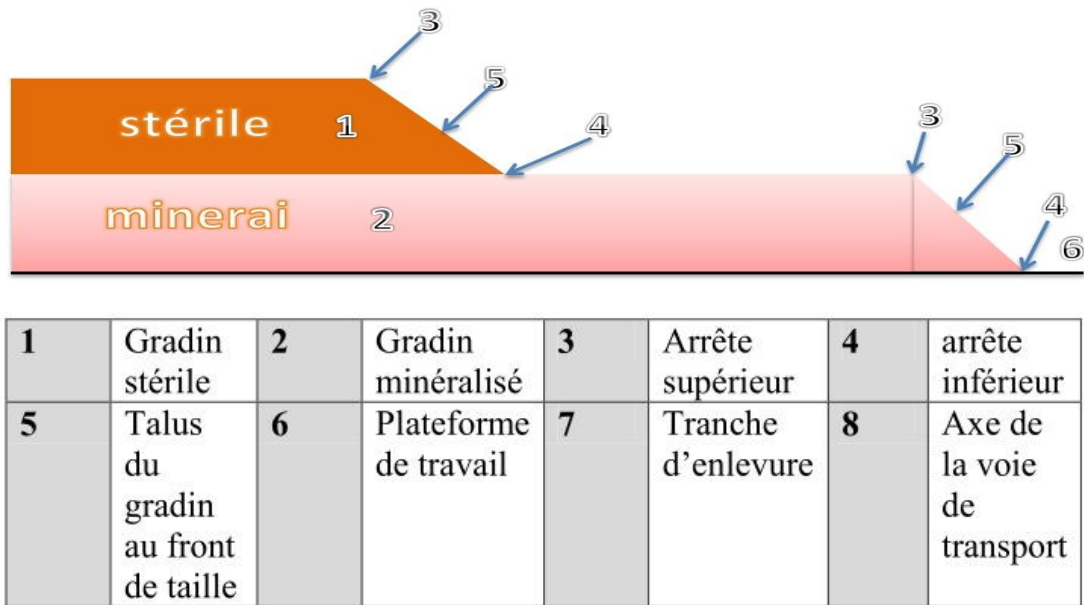 3
5
stérile 1
4
3
5
minerai 2
4
6
1 Gradin stérile 2 Gradin minéralisé 3 Arrête supérieur 4 arrête inférieur
5 Talus du gradin au front de taille 6 Plateforme de travail 7 Tranche d’enlevure 8 Axe de la voie de transport